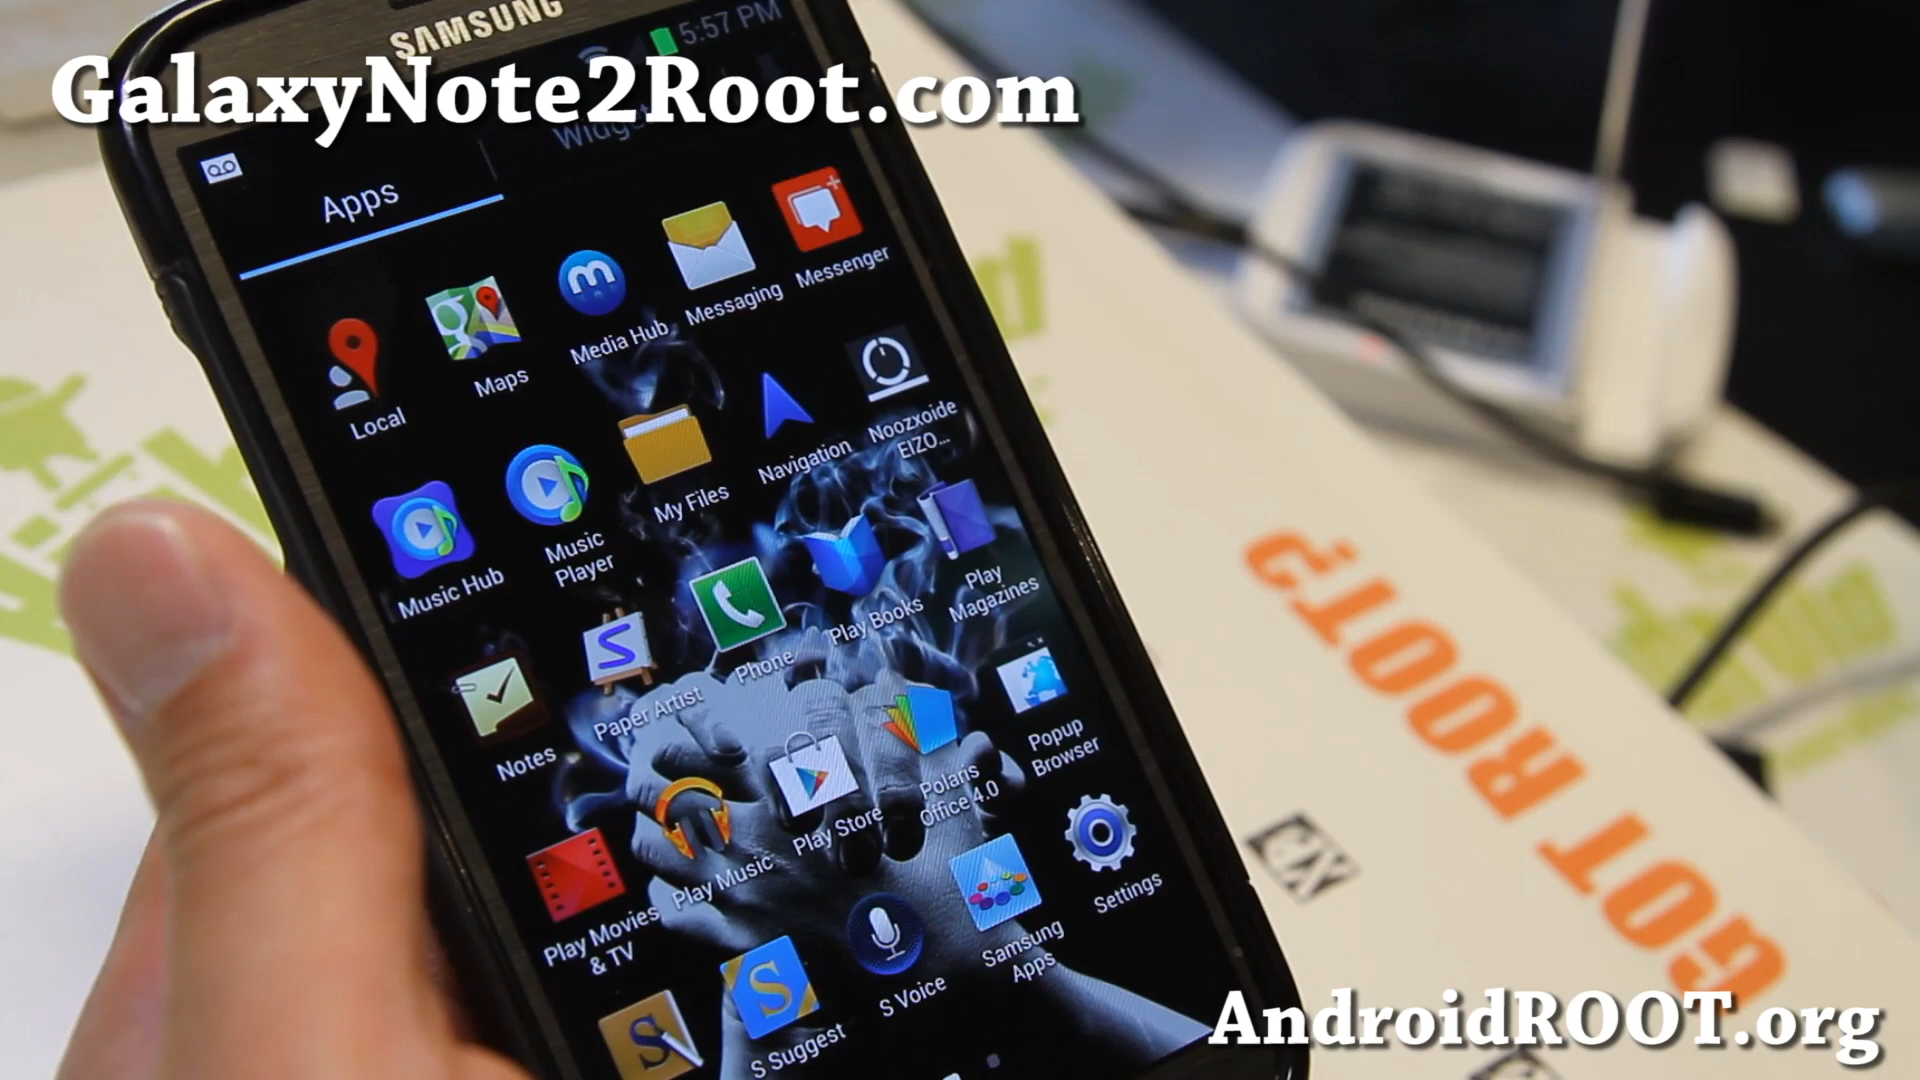 SAMSUNG
5:57 PM
GalaxyNote2Root.com
Apps
Local
Maps
Media Hub
Messaging
Messenger
Music Hub
Music
Player
My Files
Navigation
Noozxoide
EIZO...
Notes
Paper Artist
Phone
Play Books
Play
Magazines
Play Movies
& TV
Play Music
Play Store
Polaris
Office 4.0
Popup
Browser
S Suggest
S Voice
Samsung
Apps
Settings
GOT ROOT?
AndroidROOT.org